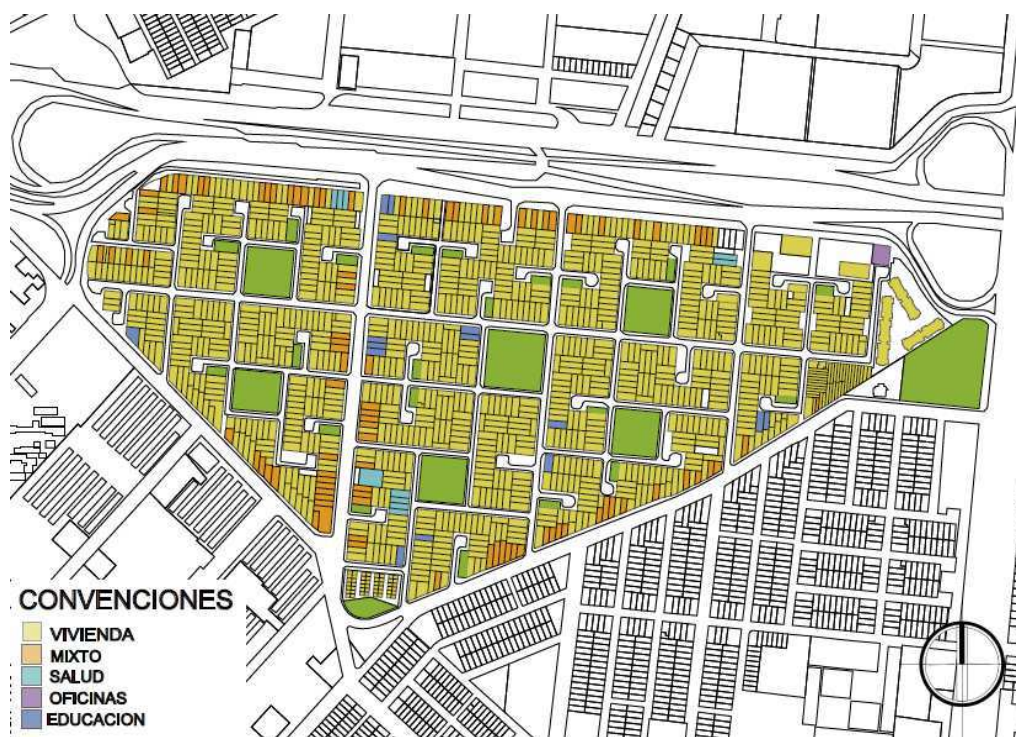 CONVENCIONES
VIVIENDA
MIXTO
SALUD
OFICINAS
EDUCACION